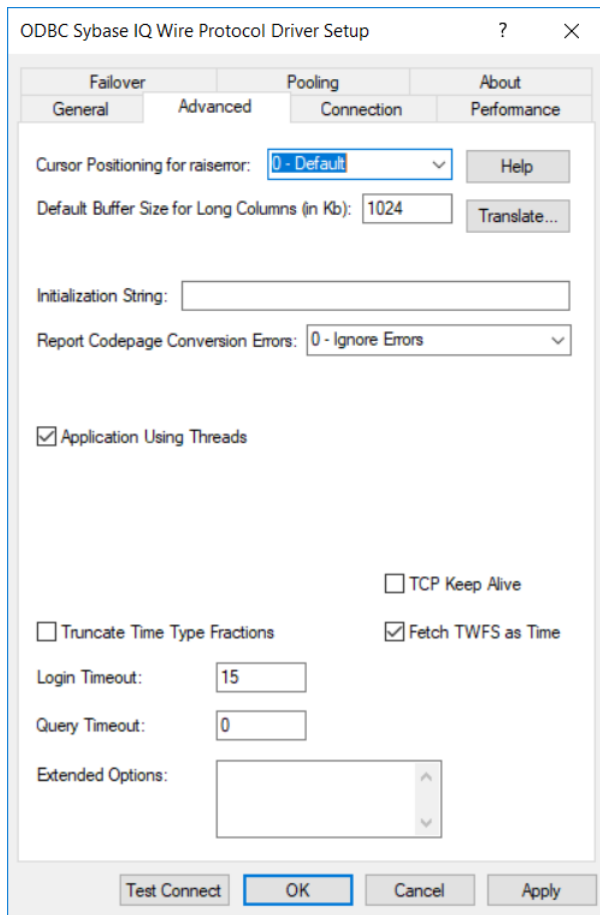 ODBC Sybase IQ Wire Protocol Driver Setup ?
Failover Pooling About
General Advanced Connection Performance
Cursor Positioning for raiserror: 0 - Default Help
Default Buffer Size for Long Columns (in Kb): 1024 Translate...
Initialization String:
Report Codepage Conversion Errors: 0 - Ignore Errors
Application Using Threads
TCP Keep Alive
Truncate Time Type Fractions Fetch TWFS as Time
Login Timeout: 15
Query Timeout: 0
Extended Options:
Test Connect OK Cancel Apply